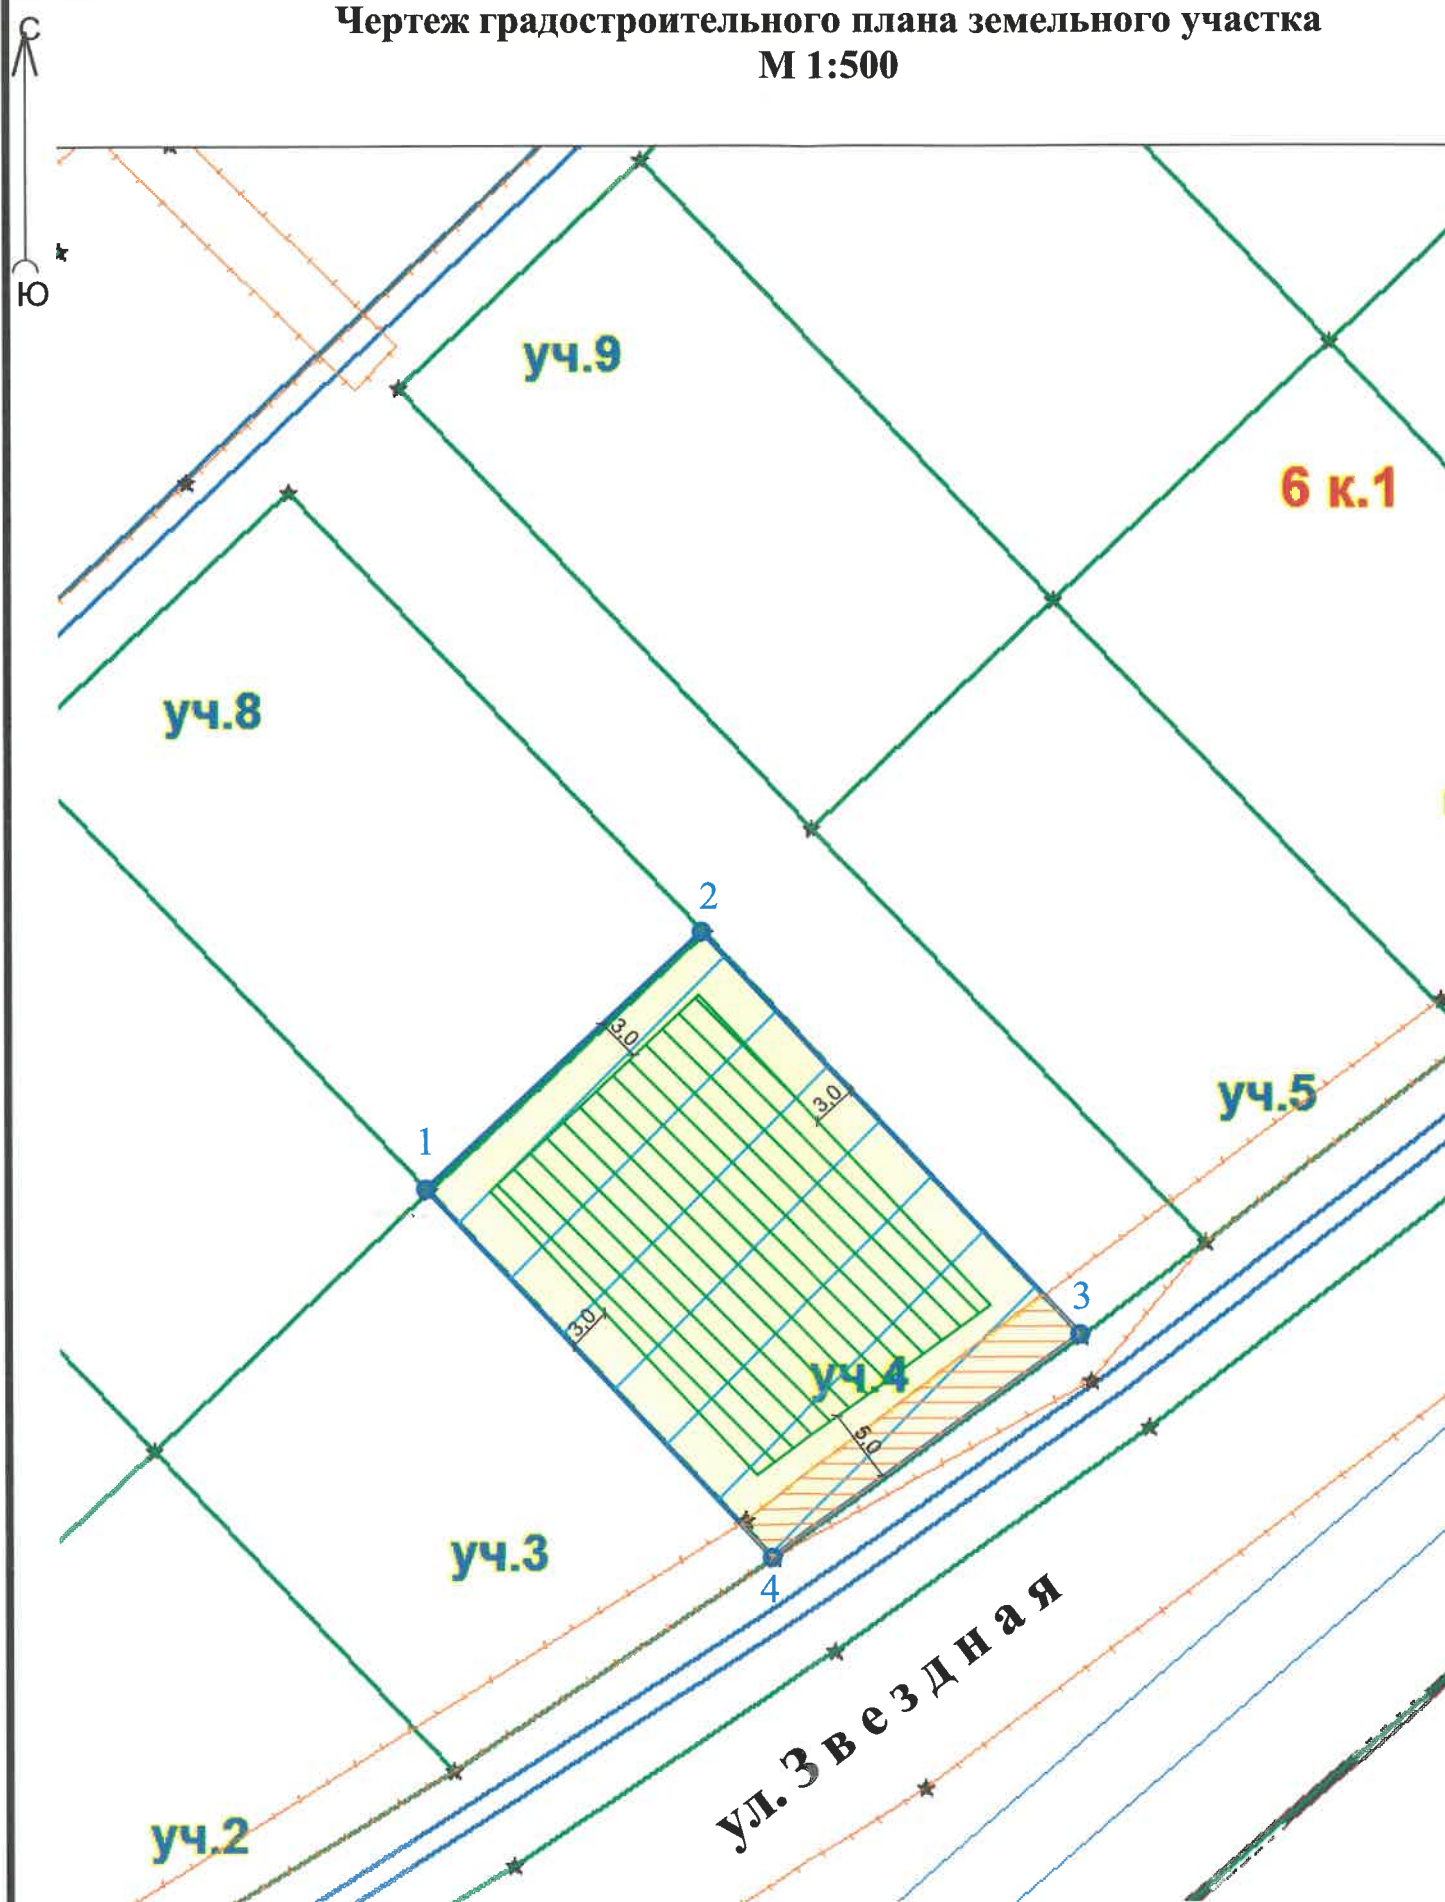 Чертеж градостроительного плана земельного участка
М 1:500
С
Ю
уч.9
6 к.1
уч.8
2
3,0
3,0
уч.5
1
3
3,0
уч.4
5,0
уч.3
4
ул. Звездная
уч.2